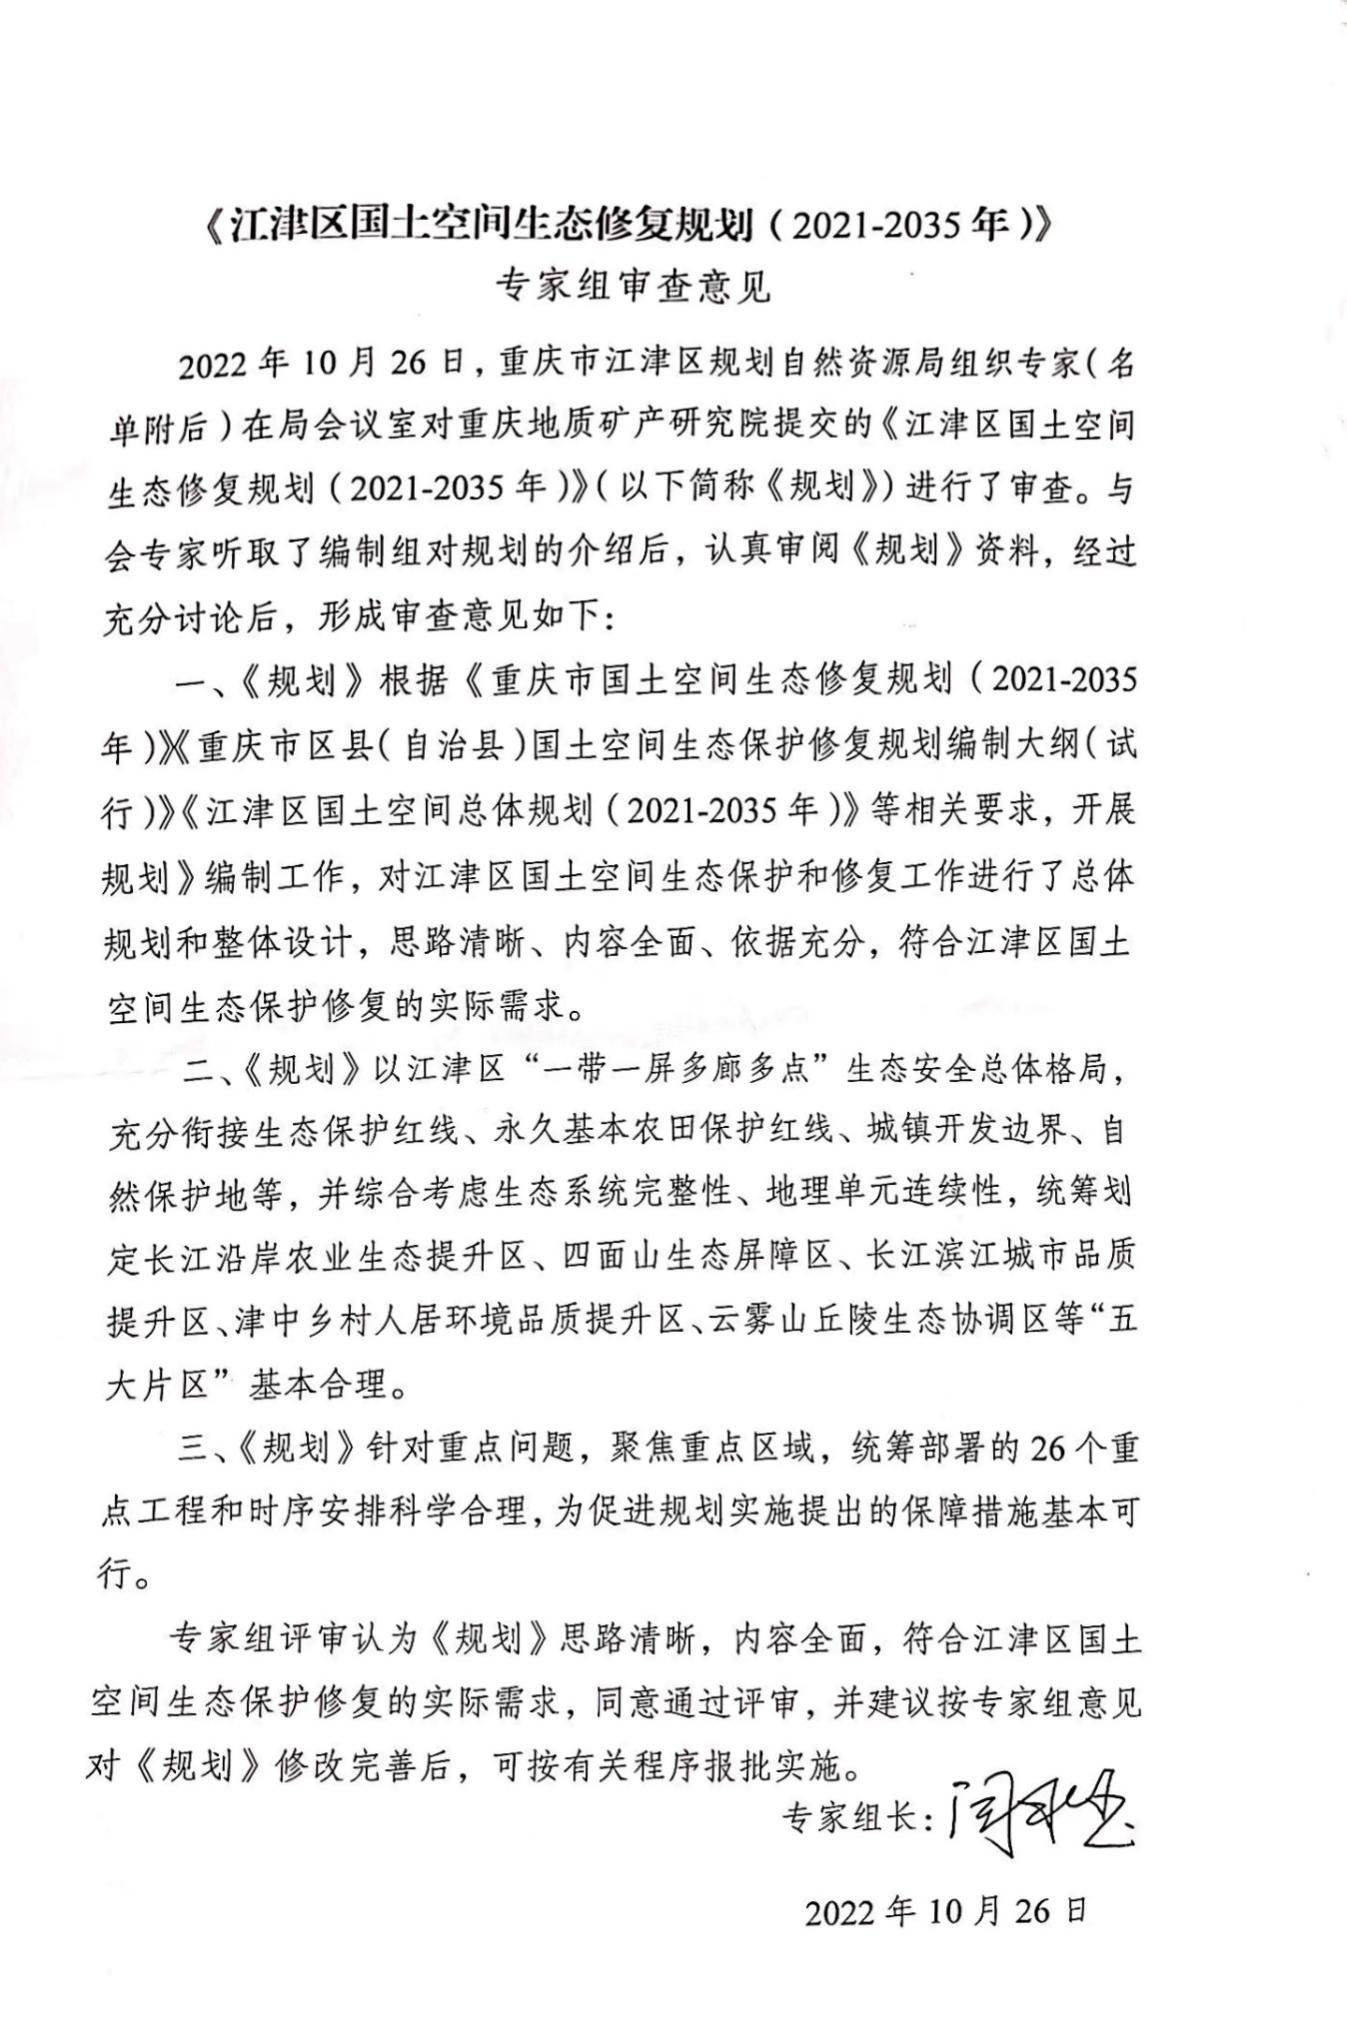 《江津区国土空间生态修复规划（2021-2035年）》
专家组审查意见
2022年10月26日，重庆市江津区规划自然资源局组织专家（名
单附后）在局会议室对重庆地质矿产研究院提交的《江津区国土空间
生态修复规划（2021-2035年）》（以下简称《规划》）进行了审查。与
会专家听取了编制组对规划的介绍后，认真审阅《规划》资料，经过
充分讨论后，形成审查意见如下：
一、《规划》根据《重庆市国土空间生态修复规划（2021-2035
年）》《重庆市区县（自治县）国土空间生态保护修复规划编制大纲（试
行）》《江津区国土空间总体规划（2021-2035年）》等相关要求，开展
规划》编制工作，对江津区国土空间生态保护和修复工作进行了总体
规划和整体设计，思路清晰、内容全面、依据充分，符合江津区国土
空间生态保护修复的实际需求。
二、《规划》以江津区“一带一屏多廊多点”生态安全总体格局，
充分衔接生态保护红线、永久基本农田保护红线、城镇开发边界、自
然保护地等，并综合考虑生态系统完整性、地理单元连续性，统筹划
定长江沿岸农业生态提升区、四面山生态屏障区、长江滨江城市品质
提升区、津中乡村人居环境品质提升区、云雾山丘陵生态协调区等“五
大片区”基本合理。
三、《规划》针对重点问题，聚焦重点区域，统筹部署的26个重
点工程和时序安排科学合理，为促进规划实施提出的保障措施基本可
行。
专家组评审认为《规划》思路清晰，内容全面，符合江津区国土
空间生态保护修复的实际需求，同意通过评审，并建议按专家组意见
对《规划》修改完善后，可按有关程序报批实施。
专家组长：
2022年10月26日